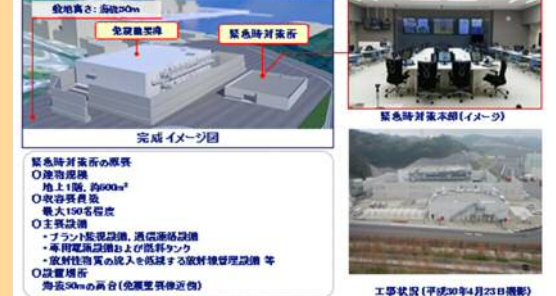 敷地高さ：海抜50m
免震重要棟
緊急時対策所
緊急時対策本部(イメージ)
完成イメージ図
緊急時対策所の概要
○建物規模
地上1階, 約600m²
○収容要員数
最大150名程度
○主要設備
・プラント監視設備, 通信連絡設備
・専用電源設備および燃料タンク
・放射性物質の流入を低減する放射線管理設備 等
○設置場所
海抜50mの高台(免震重要棟近傍)
工事状況(平成30年4月23日撮影)